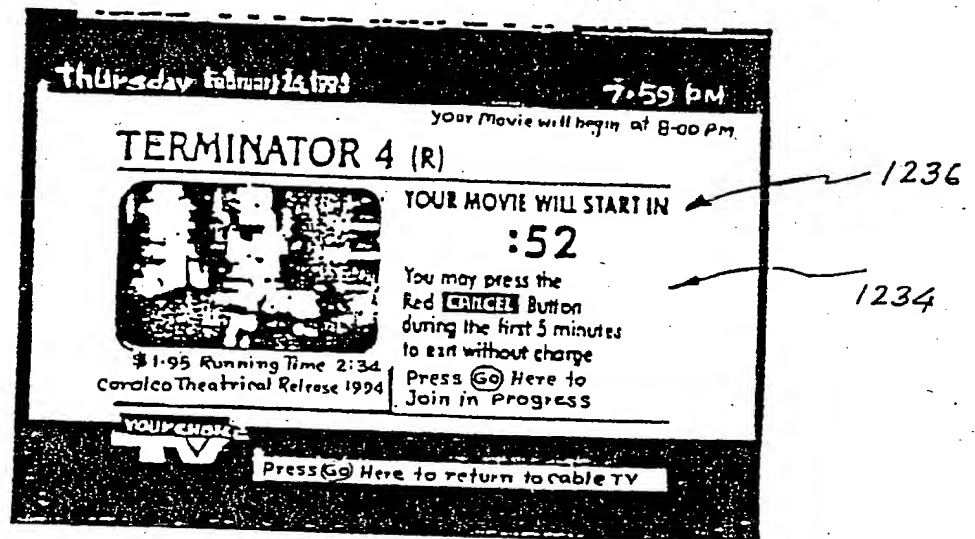 Thursday February
7:59 PM
your Movie will begin at 8-00 PM.
TERMINATOR 4 (R)
1236
YOUR MOVIE WILL START IN
:52
1234
You may press the
Red CANCEL Button
during the first 5 minutes
to exit without charge
$1.95 Running Time 2:34
Caralco Theatrical Release 1994
Press Go Here to
Join in Progress
YOUR CHOICE
TV
Press Go Here to return to cable TV